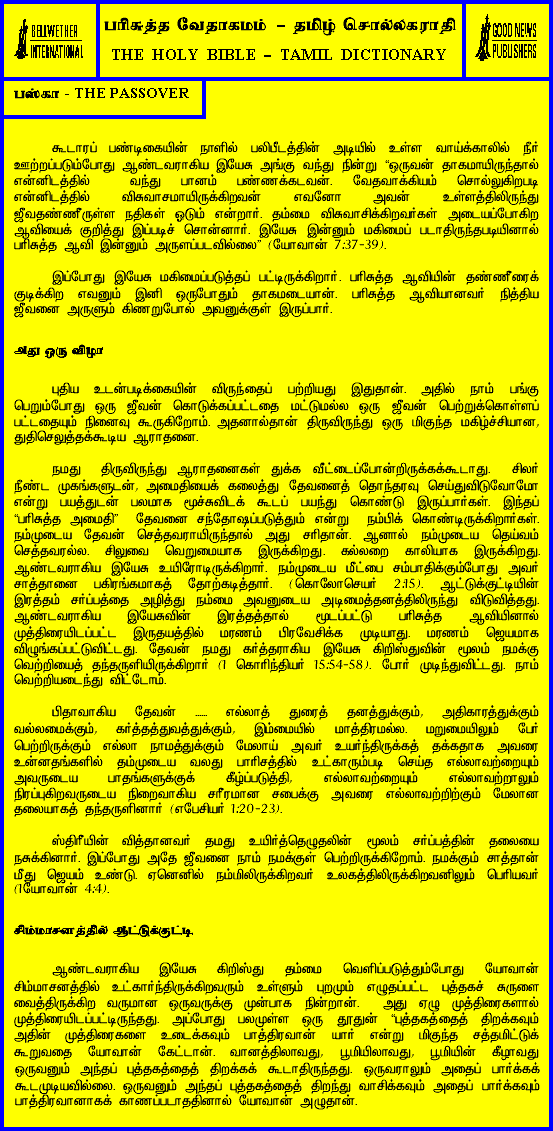 BELLWETHER
INTERNATIONAL
பரிசுத்த வேதாகமம் – தமிழ் சொல்லகராதி
THE HOLY BIBLE – TAMIL DICTIONARY
GOOD NEWS
PUBLISHERS
பஸ்கா - THE PASSOVER
கூடாரப் பண்டிகையின் நாளில் பலிபீடத்தின் அடியில் உள்ள வாய்க்காலில் நீர்
ஊற்றப்படும்போது ஆண்டவராகிய இயேசு அங்கு வந்து நின்று “ஒருவன் தாகமாயிருந்தால்
என்னிடத்தில் வந்து பானம் பண்ணக்கடவன். வேதவாக்கியம் சொல்லுகிறபடி
என்னிடத்தில் விசுவாசமாயிருக்கிறவன் எவனோ அவன் உள்ளத்திலிருந்து
ஜீவதண்ணீருள்ள நதிகள் ஓடும் என்றார். தம்மை விசுவாசிக்கிறவர்கள் அடையப்போகிற
ஆவியைக் குறித்து இப்படிச் சொன்னார். இயேசு இன்னும் மகிமைப் படாதிருந்தபடியினால்
பரிசுத்த ஆவி இன்னும் அருளப்படவில்லை” (யோவான் 7:37-39).
இப்போது இயேசு மகிமைப்படுத்தப் பட்டிருக்கிறார். பரிசுத்த ஆவியின் தண்ணீரைக்
குடிக்கிற எவனும் இனி ஒருபோதும் தாகமடையான். பரிசுத்த ஆவியானவர் நித்திய
ஜீவனை அருளும் கிணறுபோல் அவனுக்குள் இருப்பார்.
அது ஒரு விழா
புதிய உடன்படிக்கையின் விருந்தைப் பற்றியது இதுதான். அதில் நாம் பங்கு
பெறும்போது ஒரு ஜீவன் கொடுக்கப்பட்டதை மட்டுமல்ல ஒரு ஜீவன் பெற்றுக்கொள்ளப்
பட்டதையும் நினைவு கூருகிறோம். அதனால்தான் திருவிருந்து ஒரு மிகுந்த மகிழ்ச்சியான,
துதிசெலுத்தக்கூடிய ஆராதனை.
நமது திருவிருந்து ஆராதனைகள் துக்க வீட்டைப்போன்றிருக்கக்கூடாது. சிலர்
நீண்ட முகங்களுடன், அமைதியைக் கலைத்து தேவனைத் தொந்தரவு செய்துவிடுவோமோ
என்று பயத்துடன் பலமாக மூச்சுவிடக் கூடப் பயந்து கொண்டு இருப்பார்கள். இந்தப்
“பரிசுத்த அமைதி” தேவனை சந்தோஷப்படுத்தும் என்று நம்பிக் கொண்டிருக்கிறார்கள்.
நம்முடைய தேவன் செத்தவராயிருந்தால் அது சரிதான். ஆனால் நம்முடைய தெய்வம்
செத்தவரல்ல. சிலுவை வெறுமையாக இருக்கிறது. கல்லறை காலியாக இருக்கிறது.
ஆண்டவராகிய இயேசு உயிரோடிருக்கிறார். நம்முடைய மீட்பை சம்பாதிக்கும்போது அவர்
சாத்தானை பகிரங்கமாகத் தோற்கடித்தார். (கொலோசெயர் 2:15). ஆட்டுக்குட்டியின்
இரத்தம் சர்ப்பத்தை அழித்து நம்மை அவனுடைய அடிமைத்தனத்திலிருந்து விடுவித்தது.
ஆண்டவராகிய இயேசுவின் இரத்தத்தால் மூடப்பட்டு பரிசுத்த ஆவியினால்
முத்திரையிடப்பட்ட இருதயத்தில் மரணம் பிரவேசிக்க முடியாது. மரணம் ஜெயமாக
விழுங்கப்பட்டுவிட்டது. தேவன் நமது கர்த்தராகிய இயேசு கிறிஸ்துவின் மூலம் நமக்கு
வெற்றியைத் தந்தருளியிருக்கிறார் (1 கொரிந்தியர் 15:54-58). போர் முடிந்துவிட்டது. நாம்
வெற்றியடைந்து விட்டோம்.
பிதாவாகிய தேவன் ...... எல்லாத் துரைத் தனத்துக்கும், அதிகாரத்துக்கும்
வல்லமைக்கும், கர்த்தத்துவத்துக்கும், இம்மையில் மாத்திரமல்ல. மறுமையிலும் பேர்
பெற்றிருக்கும் எல்லா நாமத்துக்கும் மேலாய் அவர் உயர்ந்திருக்கத் தக்கதாக அவரை
உன்னதங்களில் தம்முடைய வலது பாரிசத்தில் உட்காரும்படி செய்த எல்லாவற்றையும்
அவருடைய பாதங்களுக்குக் கீழ்ப்படுத்தி, எல்லாவற்றையும் எல்லாவற்றாலும்
நிரப்புகிறவருடைய நிறைவாகிய சரீரமான சபைக்கு அவரை எல்லாவற்றிற்கும் மேலான
தலையாகத் தந்தருளினார் (எபேசியர் 1:20-23).
ஸ்திரீயின் வித்தானவர் தமது உயிர்த்தெழுதலின் மூலம் சர்ப்பத்தின் தலையை
நசுக்கினார். இப்போது அதே ஜீவனை நாம் நமக்குள் பெற்றிருக்கிறோம். நமக்கும் சாத்தான்
மீது ஜெயம் உண்டு. ஏனெனில் நம்மிலிருக்கிறவர் உலகத்திலிருக்கிறவனிலும் பெரியவர்
(1யோவான் 4:4).
சிம்மாசனத்தில் ஆட்டுக்குட்டி.
ஆண்டவராகிய இயேசு கிறிஸ்து தம்மை வெளிப்படுத்தும்போது யோவான்
சிம்மாசனத்தில் உட்கார்ந்திருக்கிறவரும் உள்ளும் புறமும் எழுதப்பட்ட புத்தகச் சுருளை
வைத்திருக்கிற வருமான ஒருவருக்கு முன்பாக நின்றான். அது ஏழு முத்திரைகளால்
முத்திரையிடப்பட்டிருந்தது. அப்போது பலமுள்ள ஒரு தூதுன் “புத்தகத்தைத் திறக்கவும்
அதின் முத்திரைகளை உடைக்கவும் பாத்திரவான் யார் என்று மிகுந்த சத்தமிட்டுக்
கூறுவதை யோவான் கேட்டான். வானத்திலாவது, பூமியிலாவது, பூமியின் கீழாவது
ஒருவனும் அந்தப் புத்தகத்தைத் திறக்கக் கூடாதிருந்தது. ஒருவராலும் அதைப் பார்க்கக்
கூடமுடியவில்லை. ஒருவனும் அந்தப் புத்தகத்தைத் திறந்து வாசிக்கவும் அதைப் பார்க்கவும்
பாத்திரவானாகக் காணப்படாததினால் யோவான் அழுதான்.